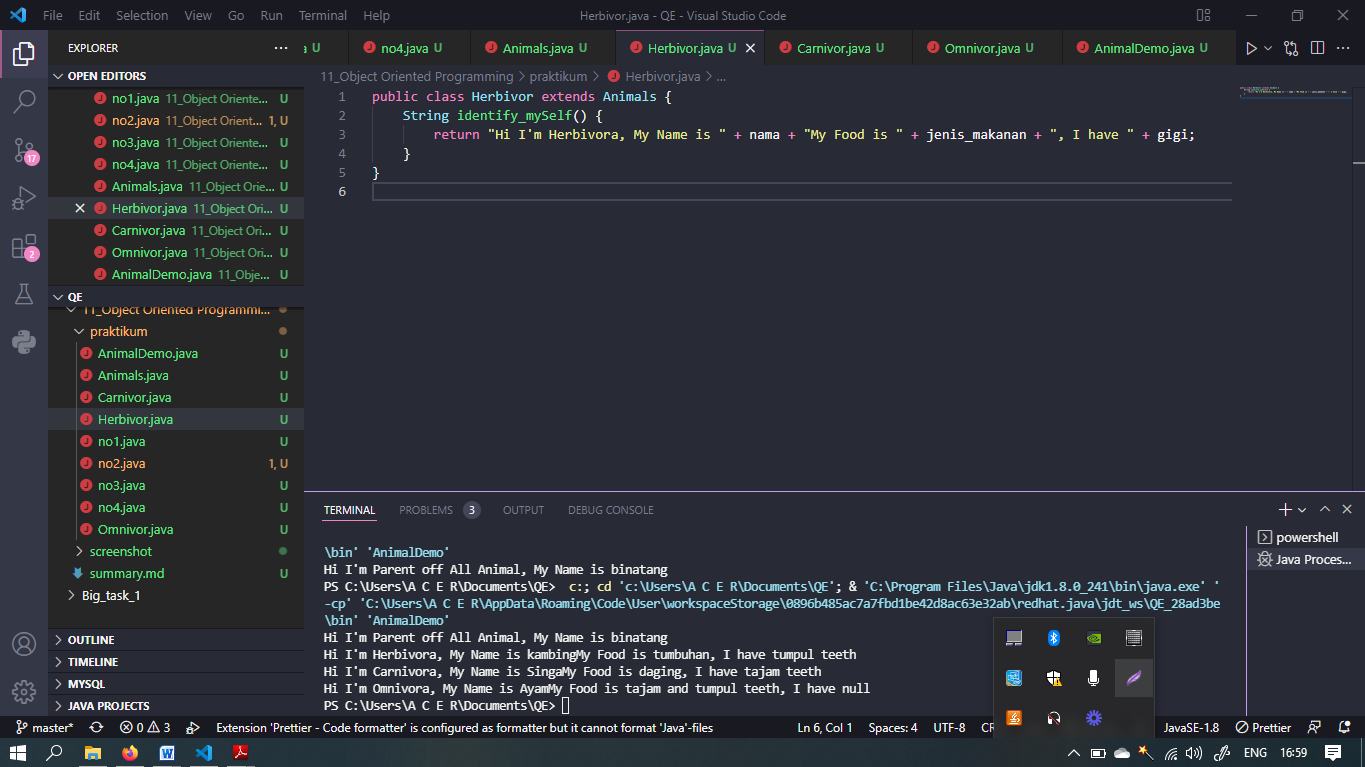 File Edit Selection View Go Run Terminal Help Herbivor.java - QE - Visual Studio Code
EXPLORER
OPEN EDITORS
no1.java 11_Object Oriente... U
no2.java 11_Object Orient... 1, U
no3.java 11_Object Oriente... U
no4.java 11_Object Oriente... U
Animals.java 11_Object Orie... U
Herbivor.java 11_Object Ori... U
Carnivor.java 11_Object Ori... U
Omnivor.java 11_Object Ori... U
AnimalDemo.java 11_Obje... U
QE
11_Object Oriented Programmi...
praktikum
AnimalDemo.java U
Animals.java U
Carnivor.java U
Herbivor.java U
no1.java U
no2.java 1, U
no3.java U
no4.java U
Omnivor.java U
screenshot
summary.md U
Big_task_1
OUTLINE
TIMELINE
MYSQL
JAVA PROJECTS
17
2
a U no4.java U Animals.java U Herbivor.java U Carnivor.java U Omnivor.java U AnimalDemo.java U
11_Object Oriented Programming > praktikum > Herbivor.java > ...
1 public class Herbivor extends Animals {
2 String identify_mySelf() {
3 return "Hi I'm Herbivora, My Name is " + nama + "My Food is " + jenis_makanan + ", I have " + gigi;
4 }
5 }
6
TERMINAL PROBLEMS 3 OUTPUT DEBUG CONSOLE
powershell
Java Proces...
\bin' 'AnimalDemo'
Hi I'm Parent off All Animal, My Name is binatang
PS C:\Users\A C E R\Documents\QE> c:; cd 'c:\Users\A C E R\Documents\QE'; & 'C:\Program Files\Java\jdk1.8.0_241\bin\java.exe' '
-cp' 'C:\Users\A C E R\AppData\Roaming\Code\User\workspaceStorage\0896b485ac7a7fbd1be42d8ac63e32ab\redhat.java\jdt_ws\QE_28ad3be
\bin' 'AnimalDemo'
Hi I'm Parent off All Animal, My Name is binatang
Hi I'm Herbivora, My Name is kambingMy Food is tumbuhan, I have tumpul teeth
Hi I'm Carnivora, My Name is SingaMy Food is daging, I have tajam teeth
Hi I'm Omnivora, My Name is AyamMy Food is tajam and tumpul teeth, I have null
PS C:\Users\A C E R\Documents\QE>
master* 0 3 Extension 'Prettier - Code formatter' is configured as formatter but it cannot format 'Java'-files Ln 6, Col 1 Spaces: 4 UTF-8 JavaSE-1.8 Prettier
ENG 16:59